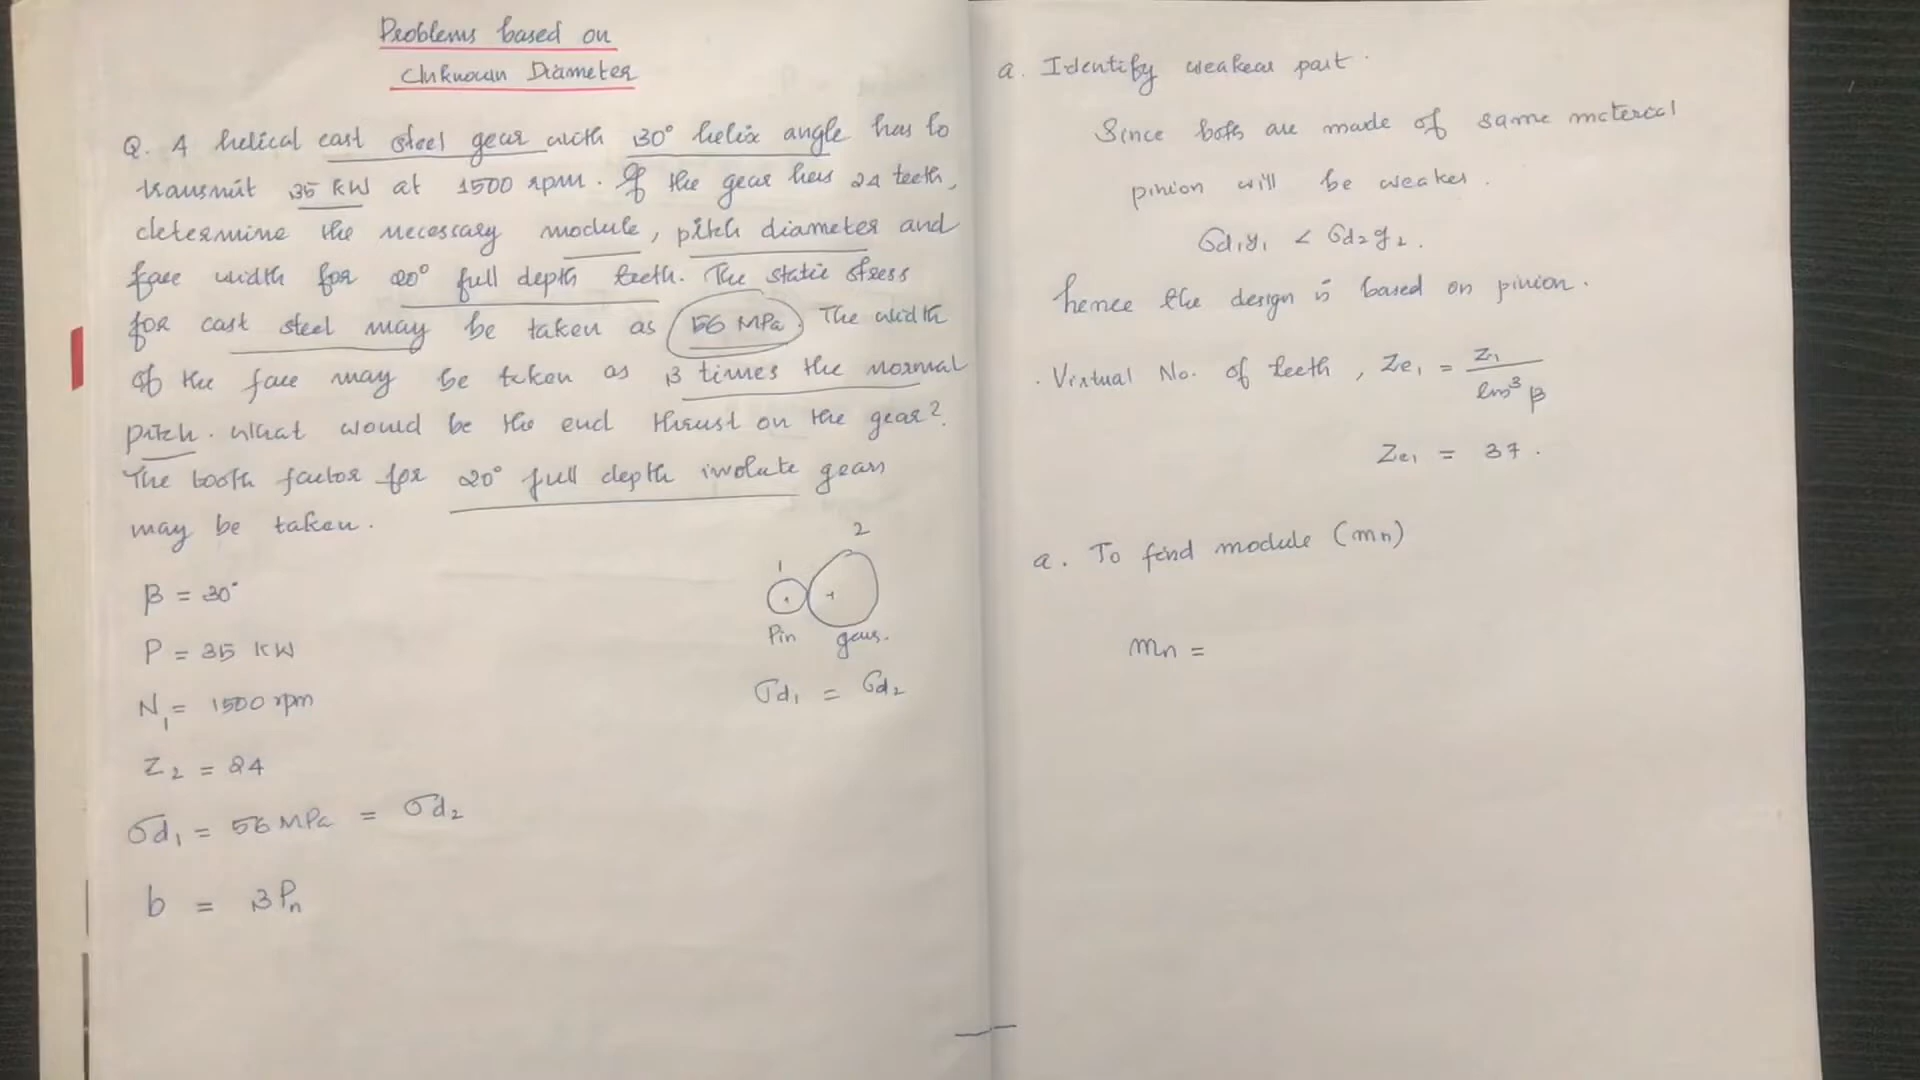 Problems based on
Unknown Diameter
Q. A helical cast steel gear with 30° helix angle has to
transmit 35 KW at 1500 rpm. If the gear has 24 teeth,
determine the necessary module, pitch diameter and
face width for 20° full depth teeth. The static stress
for cast steel may be taken as 56 MPa. The width
of the face may be taken as 3 times the normal
pitch. What would be the end thrust on the gear?
The tooth factor for 20° full depth involute gears
may be taken.
β = 30°
P = 35 KW
N₁ = 1500 rpm
Z₂ = 24
σd₁ = 56 MPa = σd₂
b = 3Pn
1 2
Pin gear.
σd₁ = σd₂
a. Identify weaker part.
Since both are made of same material
pinion will be weaker.
σd₁y₁ < σd₂y₂.
hence the design is based on pinion.
. Virtual No. of teeth, Ze₁ = Z₁ / cos³ β
Ze₁ = 37.
a. To find module (mn)
mn =